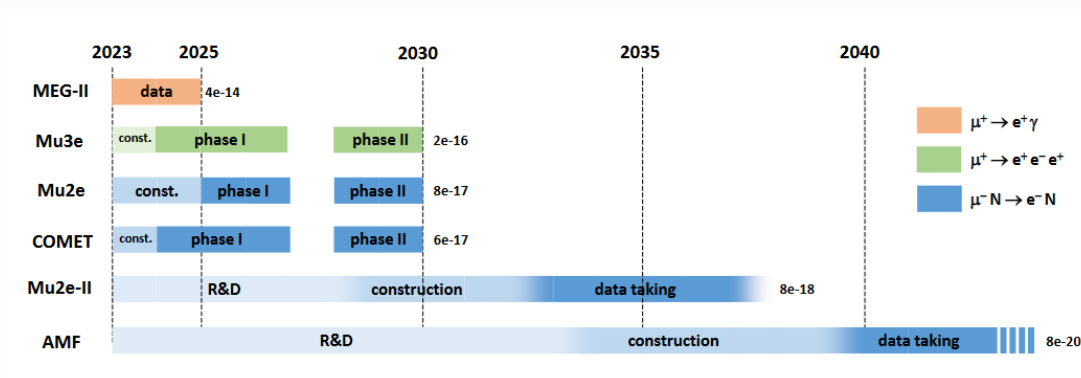 2023 2025 2030 2035 2040
MEG-II data 4e-14
Mu3e const. phase I phase II 2e-16
Mu2e const. phase I phase II 8e-17
COMET const. phase I phase II 6e-17
Mu2e-II R&D construction data taking 8e-18
AMF R&D construction data taking 8e-20
μ⁺ → e⁺ γ
μ⁺ → e⁺ e⁻ e⁺
μ⁻ N → e⁻ N